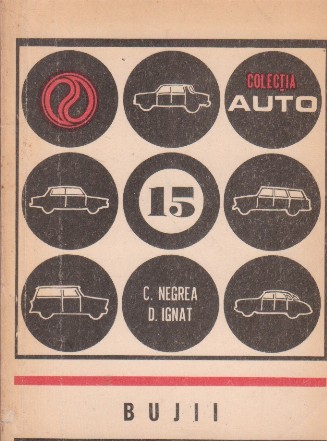 COLECȚIA
AUTO
15
C. NEGREA
D. IGNAT
BUJII